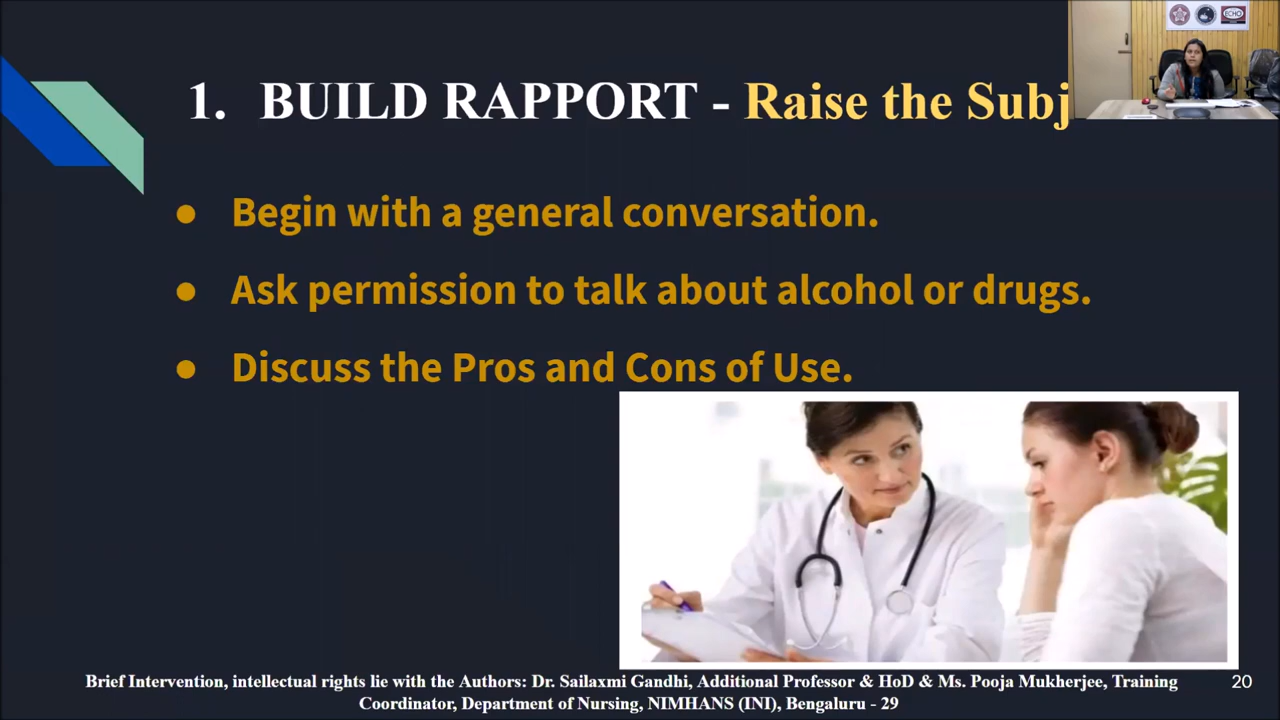 1. BUILD RAPPORT - Raise the Subj
● Begin with a general conversation.
● Ask permission to talk about alcohol or drugs.
● Discuss the Pros and Cons of Use.
ECHO
Brief Intervention, intellectual rights lie with the Authors: Dr. Sailaxmi Gandhi, Additional Professor & HoD & Ms. Pooja Mukherjee, Training
Coordinator, Department of Nursing, NIMHANS (INI), Bengaluru - 29
20